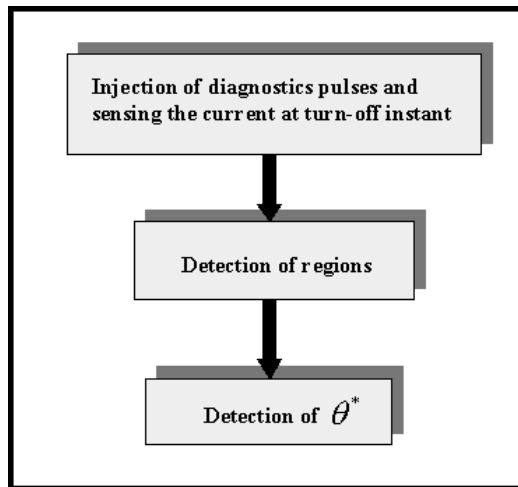 Injection of diagnostics pulses and
sensing the current at turn-off instant
Detection of regions
Detection of θ*